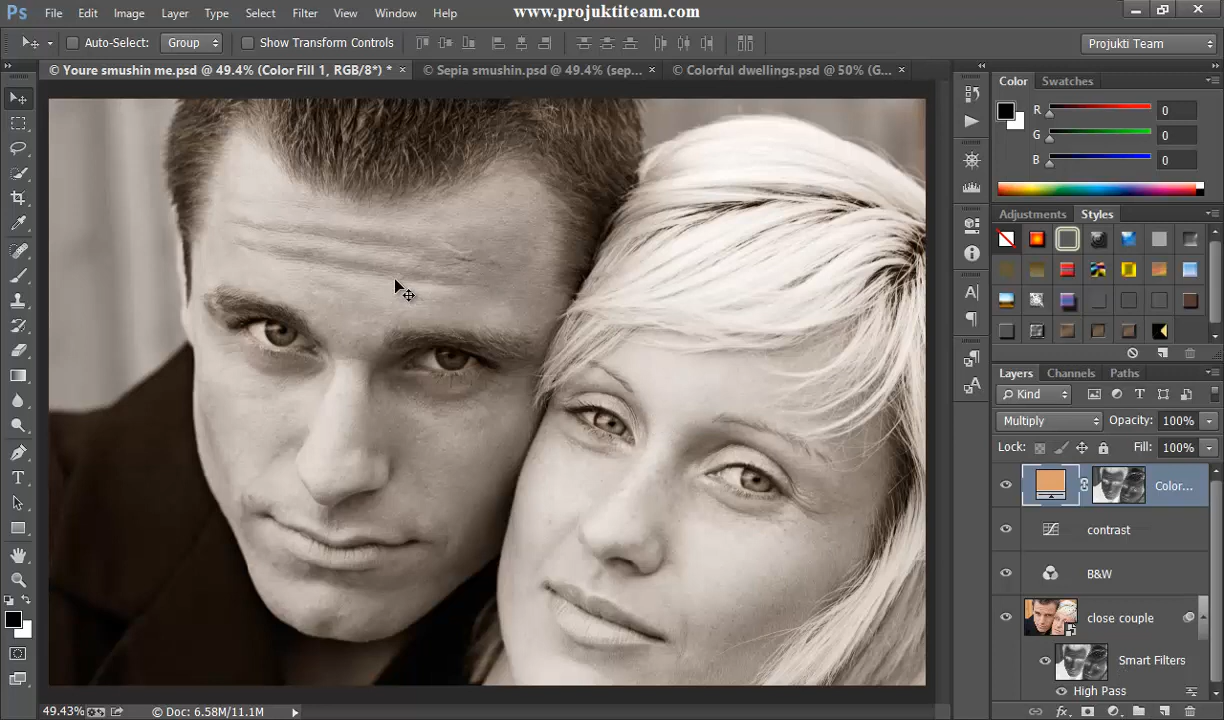 Ps File Edit Image Layer Type Select Filter View Window Help www.projuktiteam.com
Auto-Select: Group Show Transform Controls Projukti Team
Youre smushin me.psd @ 49.4% (Color Fill 1, RGB/8*) * × Sepia smushin.psd @ 49.4% (sep... × Colorful dwellings.psd @ 50% (G... ×
Color Swatches
R 0
G 0
B 0
Adjustments Styles
Layers Channels Paths
Kind
Multiply Opacity: 100%
Lock: Fill: 100%
Color...
contrast
B&W
close couple
Smart Filters
High Pass
49.43% Doc: 6.58M/11.1M